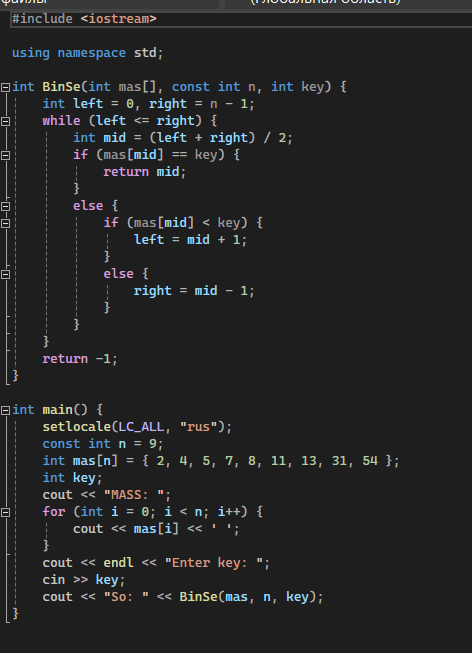 файлы (Глобальная область)
#include <iostream>
using namespace std;
int BinSe(int mas[], const int n, int key) {
    int left = 0, right = n - 1;
    while (left <= right) {
        int mid = (left + right) / 2;
        if (mas[mid] == key) {
            return mid;
        }
        else {
            if (mas[mid] < key) {
                left = mid + 1;
            }
            else {
                right = mid - 1;
            }
        }
    }
    return -1;
}
int main() {
    setlocale(LC_ALL, "rus");
    const int n = 9;
    int mas[n] = { 2, 4, 5, 7, 8, 11, 13, 31, 54 };
    int key;
    cout << "MASS: ";
    for (int i = 0; i < n; i++) {
        cout << mas[i] << ' ';
    }
    cout << endl << "Enter key: ";
    cin >> key;
    cout << "So: " << BinSe(mas, n, key);
}